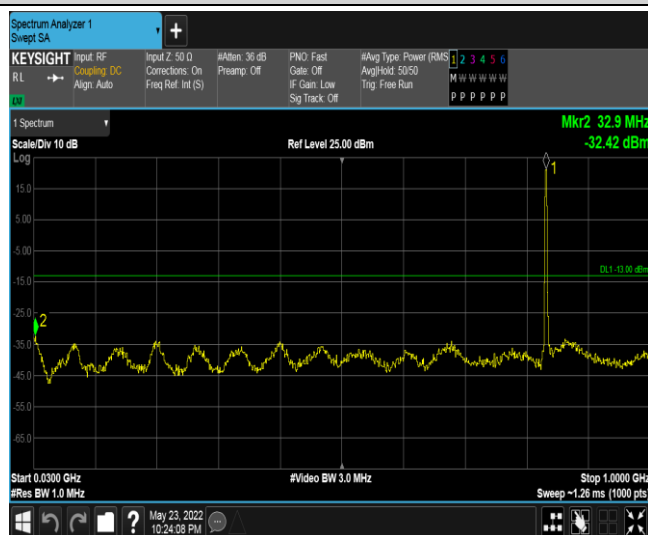 Spectrum Analyzer 1
Swept SA
+
KEYSIGHT
RL
Input: RF
Coupling: DC
Align: Auto
Input Z: 50 Ω
Corrections: On
Freq Ref: Int (S)
#Atten: 36 dB
Preamp: Off
PNO: Fast
Gate: Off
IF Gain: Low
Sig Track: Off
#Avg Type: Power (RMS
Avg|Hold: 50/50
Trig: Free Run
1 2 3 4 5 6
M W W W W W
P P P P P P
1 Spectrum
Mkr2 32.9 MHz
Scale/Div 10 dB
Ref Level 25.00 dBm
-32.42 dBm
Log
1
15.0
5.00
-5.00
DL1 -13.00 dBm
-15.0
-25.0
2
-35.0
-45.0
-55.0
-65.0
Start 0.0300 GHz
#Video BW 3.0 MHz
Stop 1.0000 GHz
#Res BW 1.0 MHz
Sweep ~1.26 ms (1000 pts)
?
May 23, 2022
10:24:08 PM